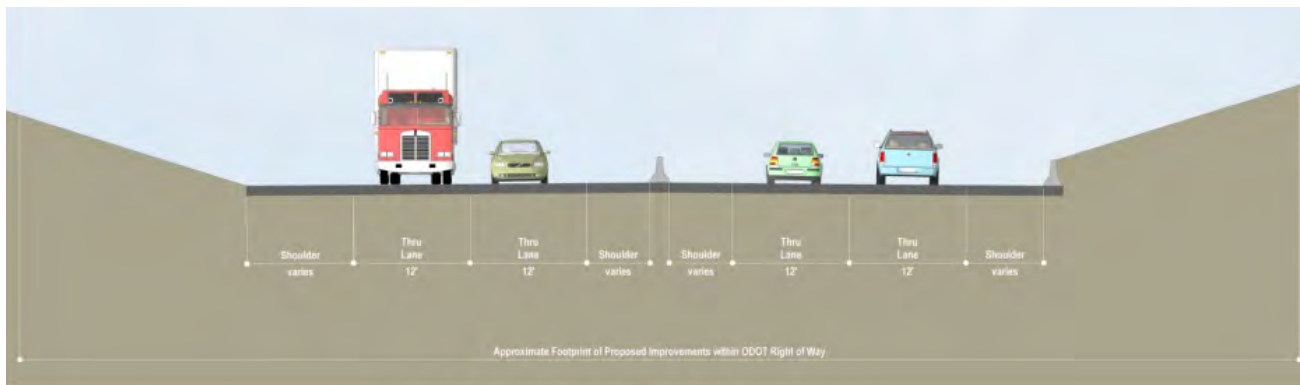 Thru
Lane
12'
Thru
Lane
12'
Thru
Lane
12'
Thru
Lane
12'
Shoulder
varies
Shoulder
varies
Shoulder
varies
Shoulder
varies
Approximate Footprint of Proposed Improvements within ODOT Right of Way